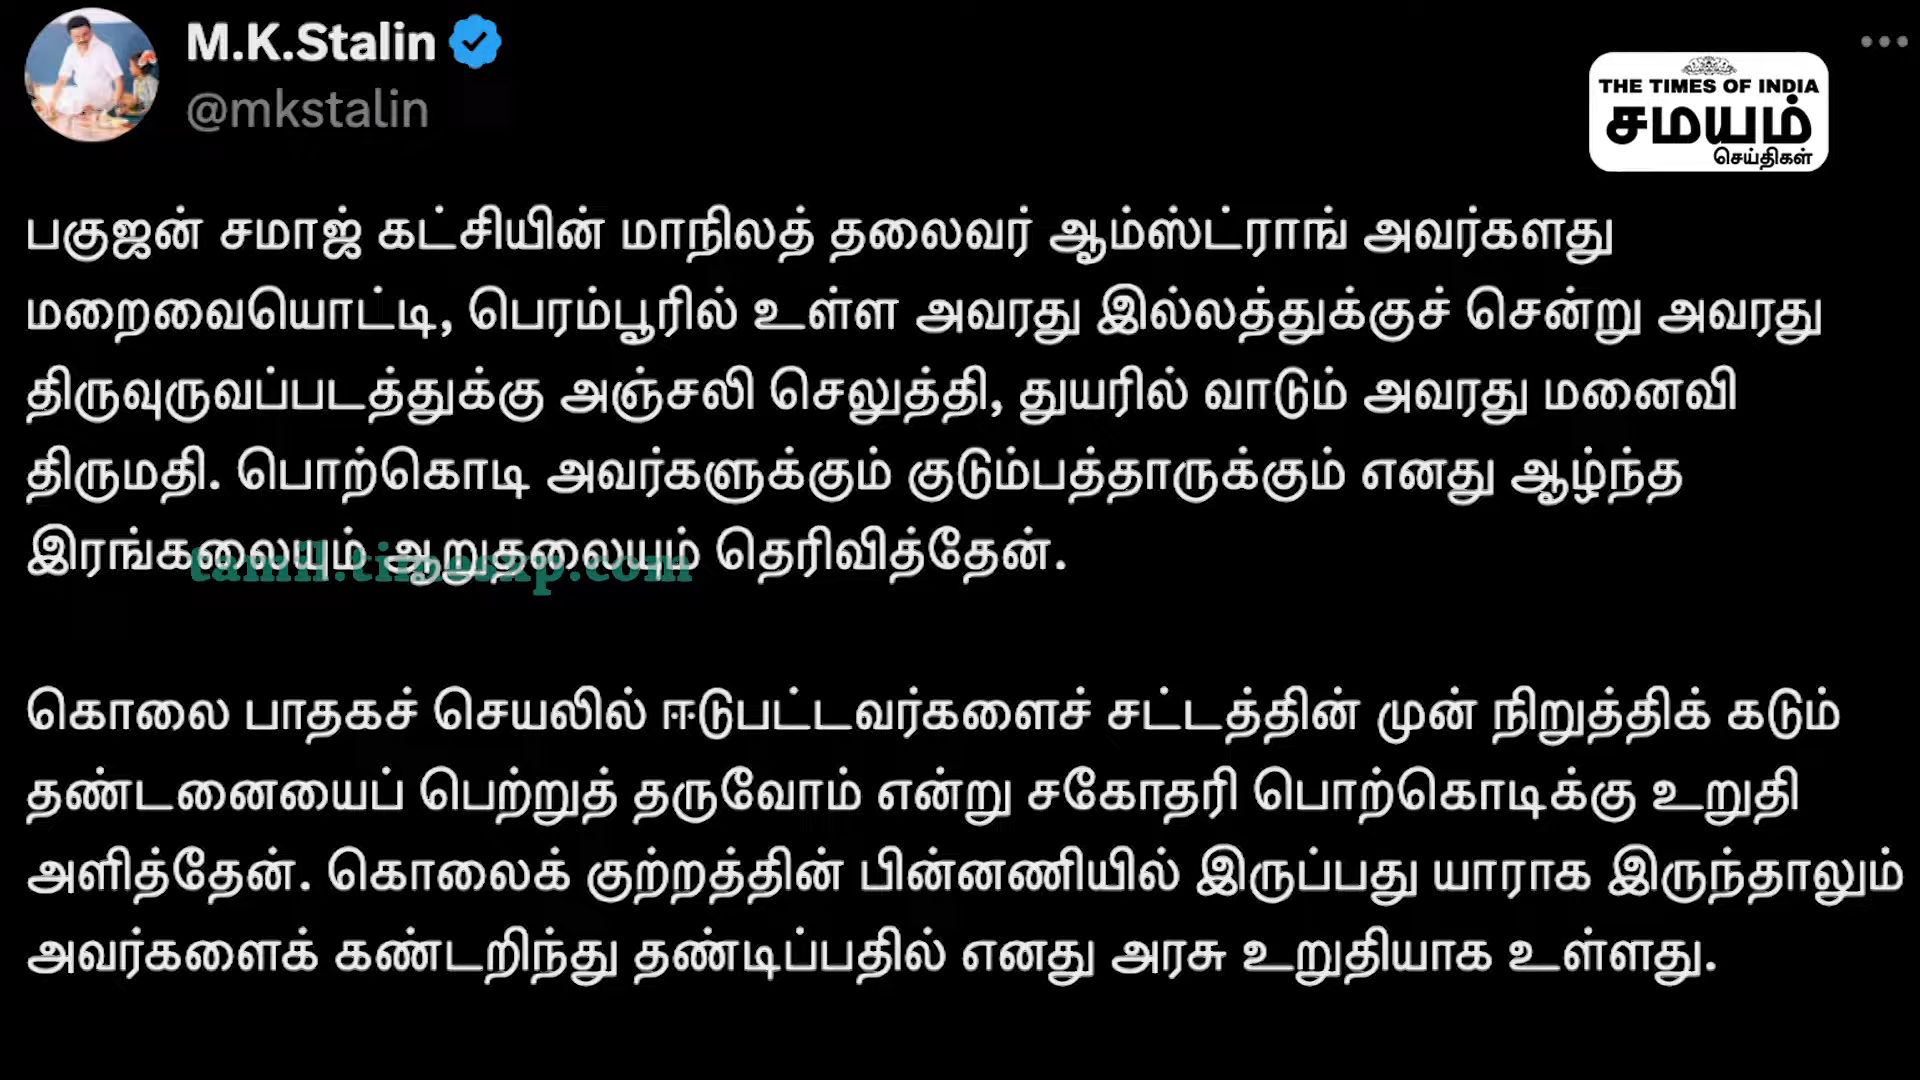 M.K.Stalin
@mkstalin
THE TIMES OF INDIA
சமயம்
செய்திகள்
பகுஜன் சமாஜ் கட்சியின் மாநிலத் தலைவர் ஆம்ஸ்ட்ராங் அவர்களது
மறைவையொட்டி, பெரம்பூரில் உள்ள அவரது இல்லத்துக்குச் சென்று அவரது
திருவுருவப்படத்துக்கு அஞ்சலி செலுத்தி, துயரில் வாடும் அவரது மனைவி
திருமதி. பொற்கொடி அவர்களுக்கும் குடும்பத்தாருக்கும் எனது ஆழ்ந்த
இரங்கலையும் ஆறுதலையும் தெரிவித்தேன்.
tamil.timesxp.com
கொலை பாதகச் செயலில் ஈடுபட்டவர்களைச் சட்டத்தின் முன் நிறுத்திக் கடும்
தண்டனையைப் பெற்றுத் தருவோம் என்று சகோதரி பொற்கொடிக்கு உறுதி
அளித்தேன். கொலைக் குற்றத்தின் பின்னணியில் இருப்பது யாராக இருந்தாலும்
அவர்களைக் கண்டறிந்து தண்டிப்பதில் எனது அரசு உறுதியாக உள்ளது.